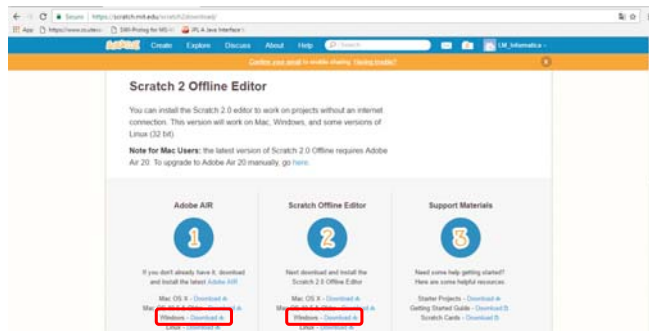 Secure https://scratch.mit.edu/scratch2download/
App
SCRATCH Create Explore Discuss About Help Search LM_Informatica
Confirm your email to enable sharing. Having trouble?
Scratch 2 Offline Editor
You can install the Scratch 2.0 editor to work on projects without an internet
connection. This version will work on Mac, Windows, and some versions of
Linux (32 bit).
Note for Mac Users: the latest version of Scratch 2.0 Offline requires Adobe
Air 20. To upgrade to Adobe Air 20 manually, go here.
Adobe AIR
1
If you don't already have it, download
and install the latest Adobe AIR
Mac OS X - Download
Windows - Download
Linux - Download
Scratch Offline Editor
2
Next download and install the
Scratch 2.0 Offline Editor
Mac OS X - Download
Windows - Download
Linux - Download
Support Materials
3
Need some help getting started?
Here are some helpful resources.
Starter Projects - Download
Getting Started Guide - Download
Scratch Cards - Download